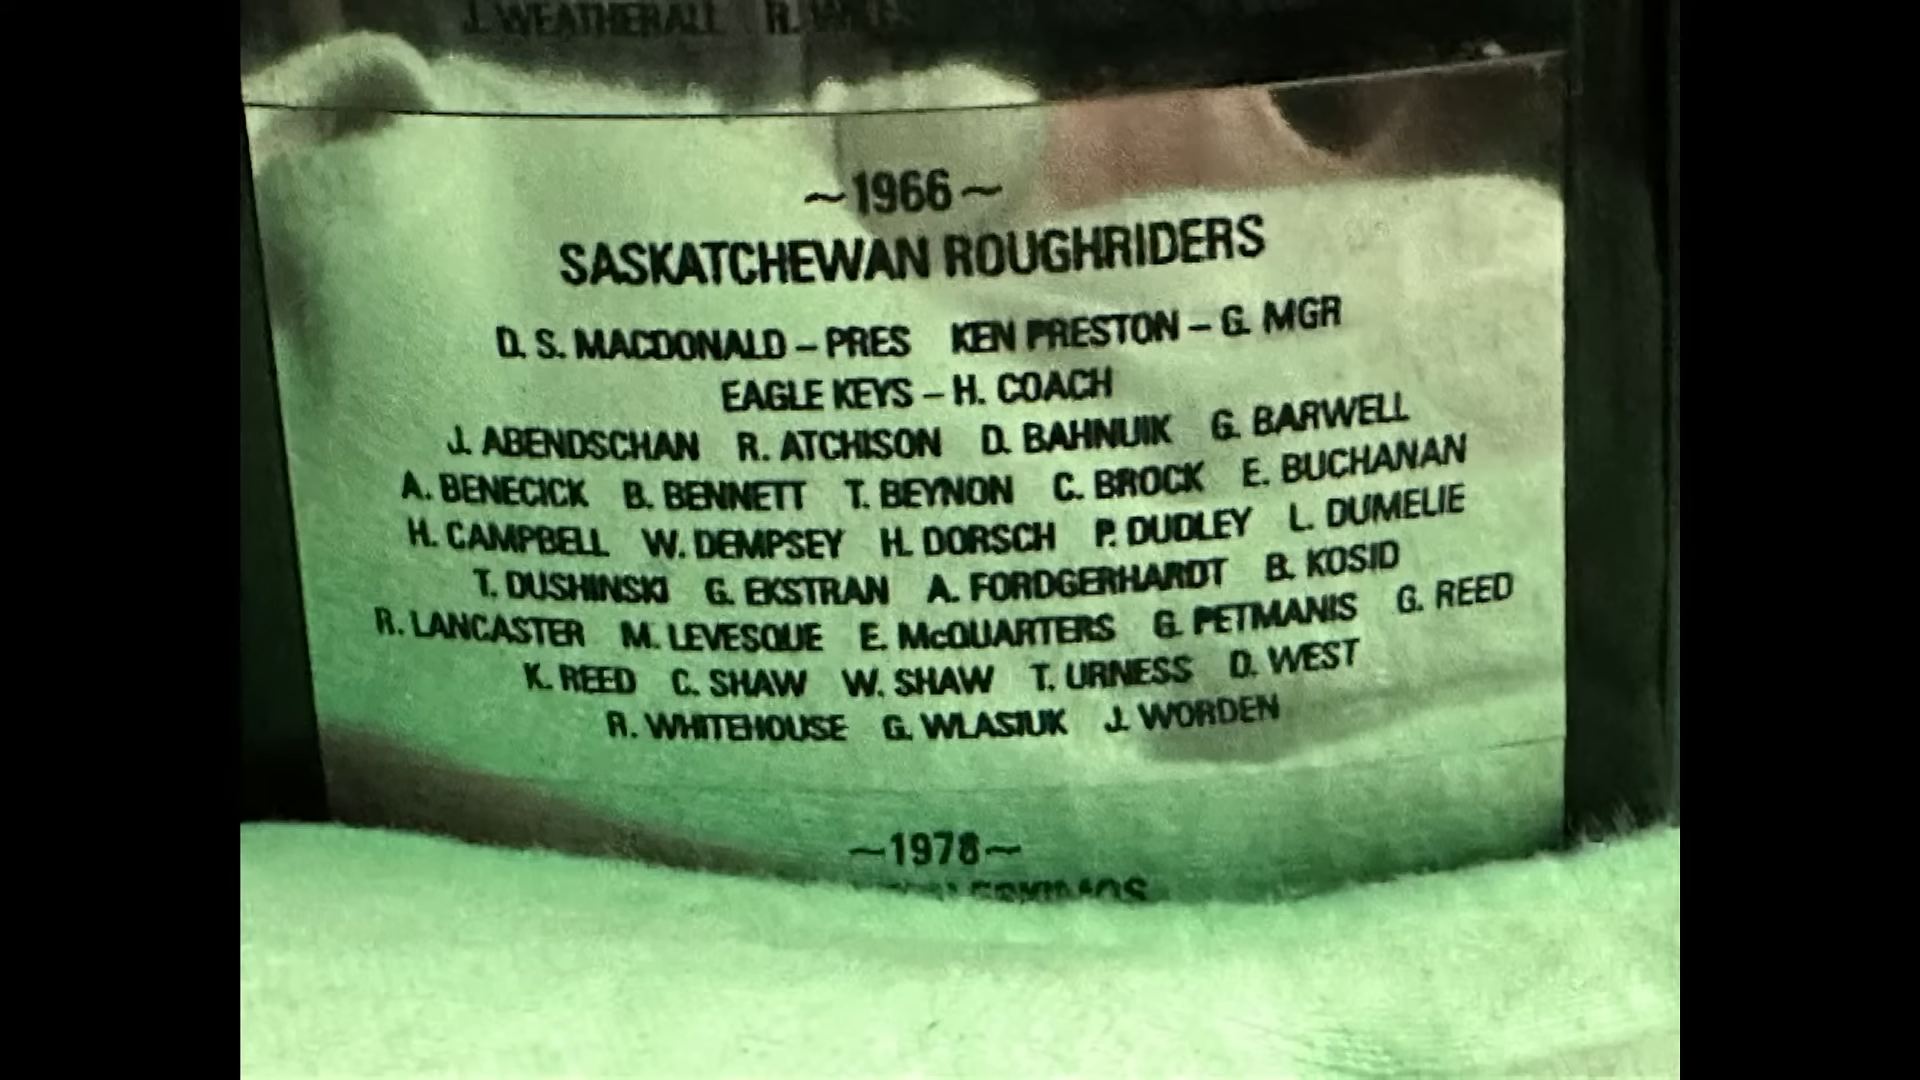 J. WEATHERALL
~1966~
SASKATCHEWAN ROUGHRIDERS
D. S. MACDONALD – PRES KEN PRESTON – G. MGR
EAGLE KEYS – H. COACH
J. ABENDSCHAN R. ATCHISON D. BAHNUIK G. BARWELL
A. BENECICK B. BENNETT T. BEYNON C. BROCK E. BUCHANAN
H. CAMPBELL W. DEMPSEY H. DORSCH P. DUDLEY L. DUMELIE
T. DUSHINSKI G. EKSTRAN A. FORDGERHARDT B. KOSID
R. LANCASTER M. LEVESQUE E. McQUARTERS G. PETMANIS G. REED
K. REED C. SHAW W. SHAW T. URNESS D. WEST
R. WHITEHOUSE G. WLASIUK J. WORDEN
~1978~